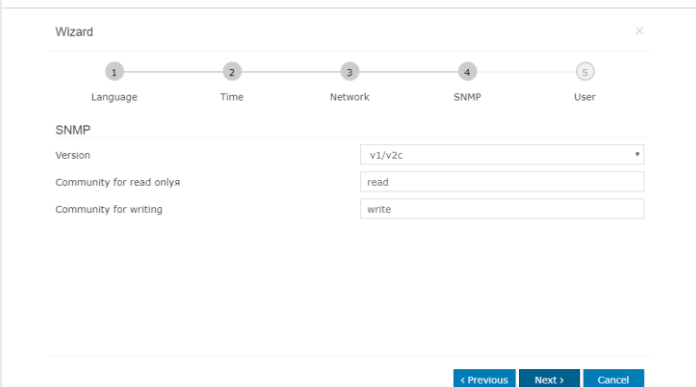 Wizard ×
1 2 3 4 5
Language Time Network SNMP User
SNMP
Version v1/v2c
Community for read onlyя read
Community for writing write
‹ Previous Next › Cancel